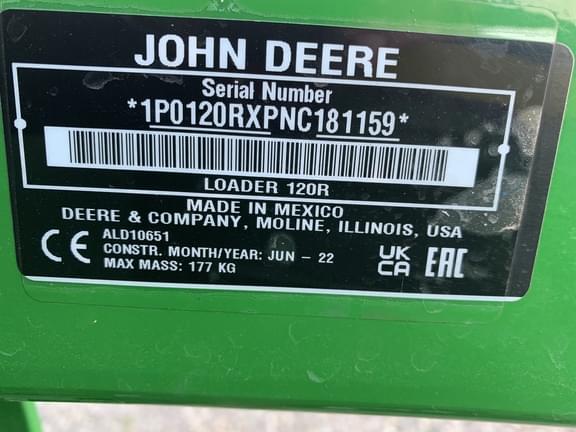 JOHN DEERE
Serial Number
*1P0120RXPNC181159*
LOADER 120R
MADE IN MEXICO
DEERE & COMPANY, MOLINE, ILLINOIS, USA
CE
ALD10651
CONSTR. MONTH/YEAR: JUN - 22
MAX MASS: 177 KG
UK
CA
EAC